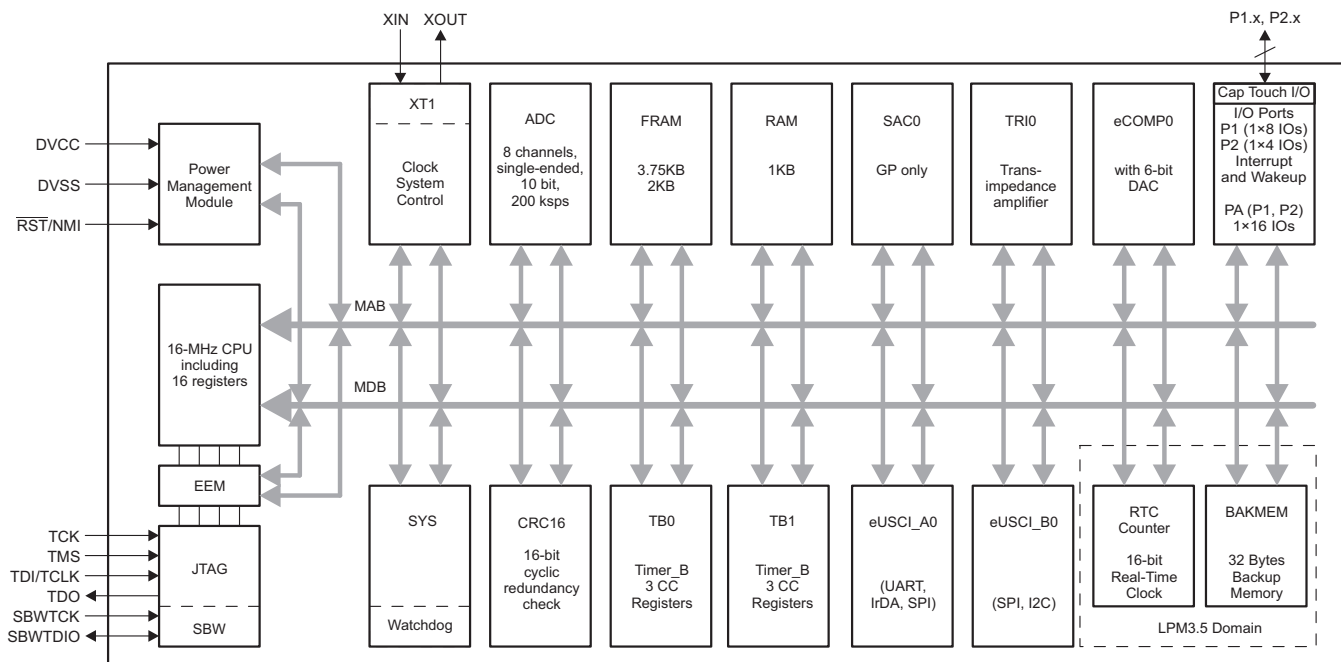 XIN XOUT
P1.x, P2.x
DVCC
DVSS
RST/NMI
Power
Management
Module
XT1
Clock
System
Control
ADC
8 channels,
single-ended,
10 bit,
200 ksps
FRAM
3.75KB
2KB
RAM
1KB
SAC0
GP only
TRI0
Trans-
impedance
amplifier
eCOMP0
with 6-bit
DAC
Cap Touch I/O
I/O Ports
P1 (1×8 IOs)
P2 (1×4 IOs)
Interrupt
and Wakeup
PA (P1, P2)
1×16 IOs
MAB
MDB
16-MHz CPU
including
16 registers
EEM
TCK
TMS
TDI/TCLK
TDO
SBWTCK
SBWTDIO
JTAG
SBW
SYS
Watchdog
CRC16
16-bit
cyclic
redundancy
check
TB0
Timer_B
3 CC
Registers
TB1
Timer_B
3 CC
Registers
eUSCI_A0
(UART,
IrDA, SPI)
eUSCI_B0
(SPI, I2C)
RTC
Counter
16-bit
Real-Time
Clock
BAKMEM
32 Bytes
Backup
Memory
LPM3.5 Domain